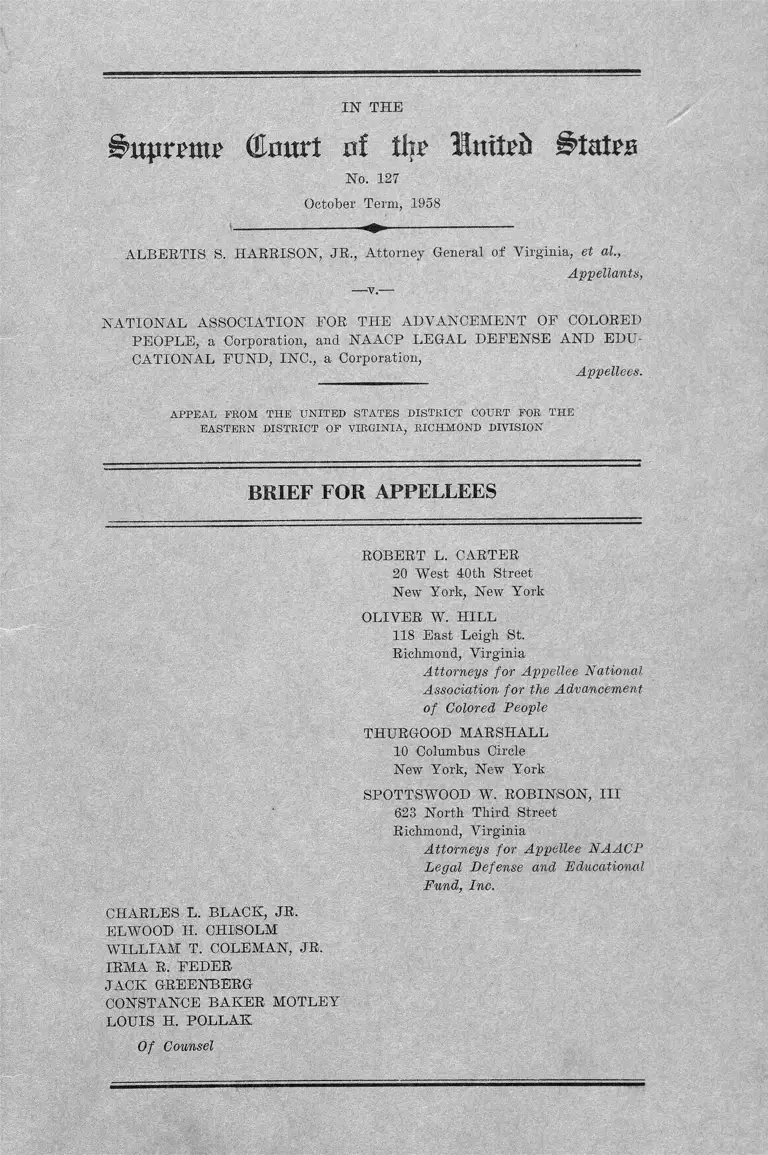 IN THE
Supreme Court of the United States
No. 127
October Term, 1958
ALBERTIS S. HARRISON, JR., Attorney General of Virginia, et al.,
Appellants,
—v.—
NATIONAL ASSOCIATION FOR THE ADVANCEMENT OF COLORED
PEOPLE, a Corporation, and NAACP LEGAL DEFENSE AND EDU-
CATIONAL FUND, INC., a Corporation,
Appellees.
APPEAL FROM THE UNITED STATES DISTRICT COURT FOR THE
EASTERN DISTRICT OF VIRGINIA, RICHMOND DIVISION
BRIEF FOR APPELLEES
ROBERT L. CARTER
20 West 40th Street
New York, New York
OLIVER W. HILL
118 East Leigh St.
Richmond, Virginia
Attorneys for Appellee National
Association for the Advancement
of Colored People
THURGOOD MARSHALL
10 Columbus Circle
New York, New York
SPOTTSWOOD W. ROBINSON, III
623 North Third Street
Richmond, Virginia
Attorneys for Appellee NAACP
Legal Defense and Educational
Fund, Inc.
CHARLES L. BLACK, JR.
ELWOOD H. CHISOLM
WILLIAM T. COLEMAN, JR.
IRMA R. FEDER
JACK GREENBERG
CONSTANCE BAKER MOTLEY
LOUIS H. POLLAK
Of Counsel